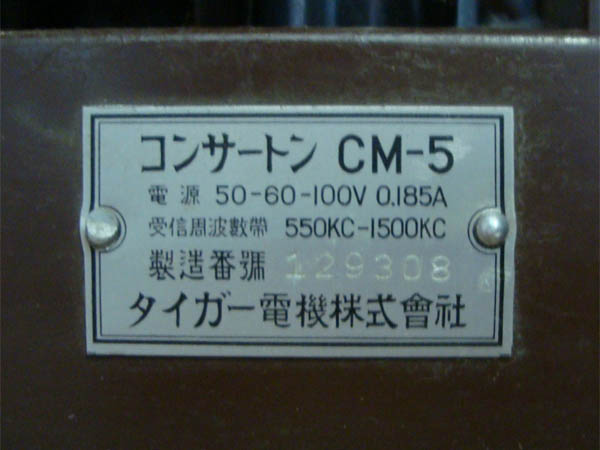 コンサートン CM-5
電源 50-60-100V 0.185A
受信周波數帶 550KC-1500KC
製造番號 129308
タイガー電機株式會社